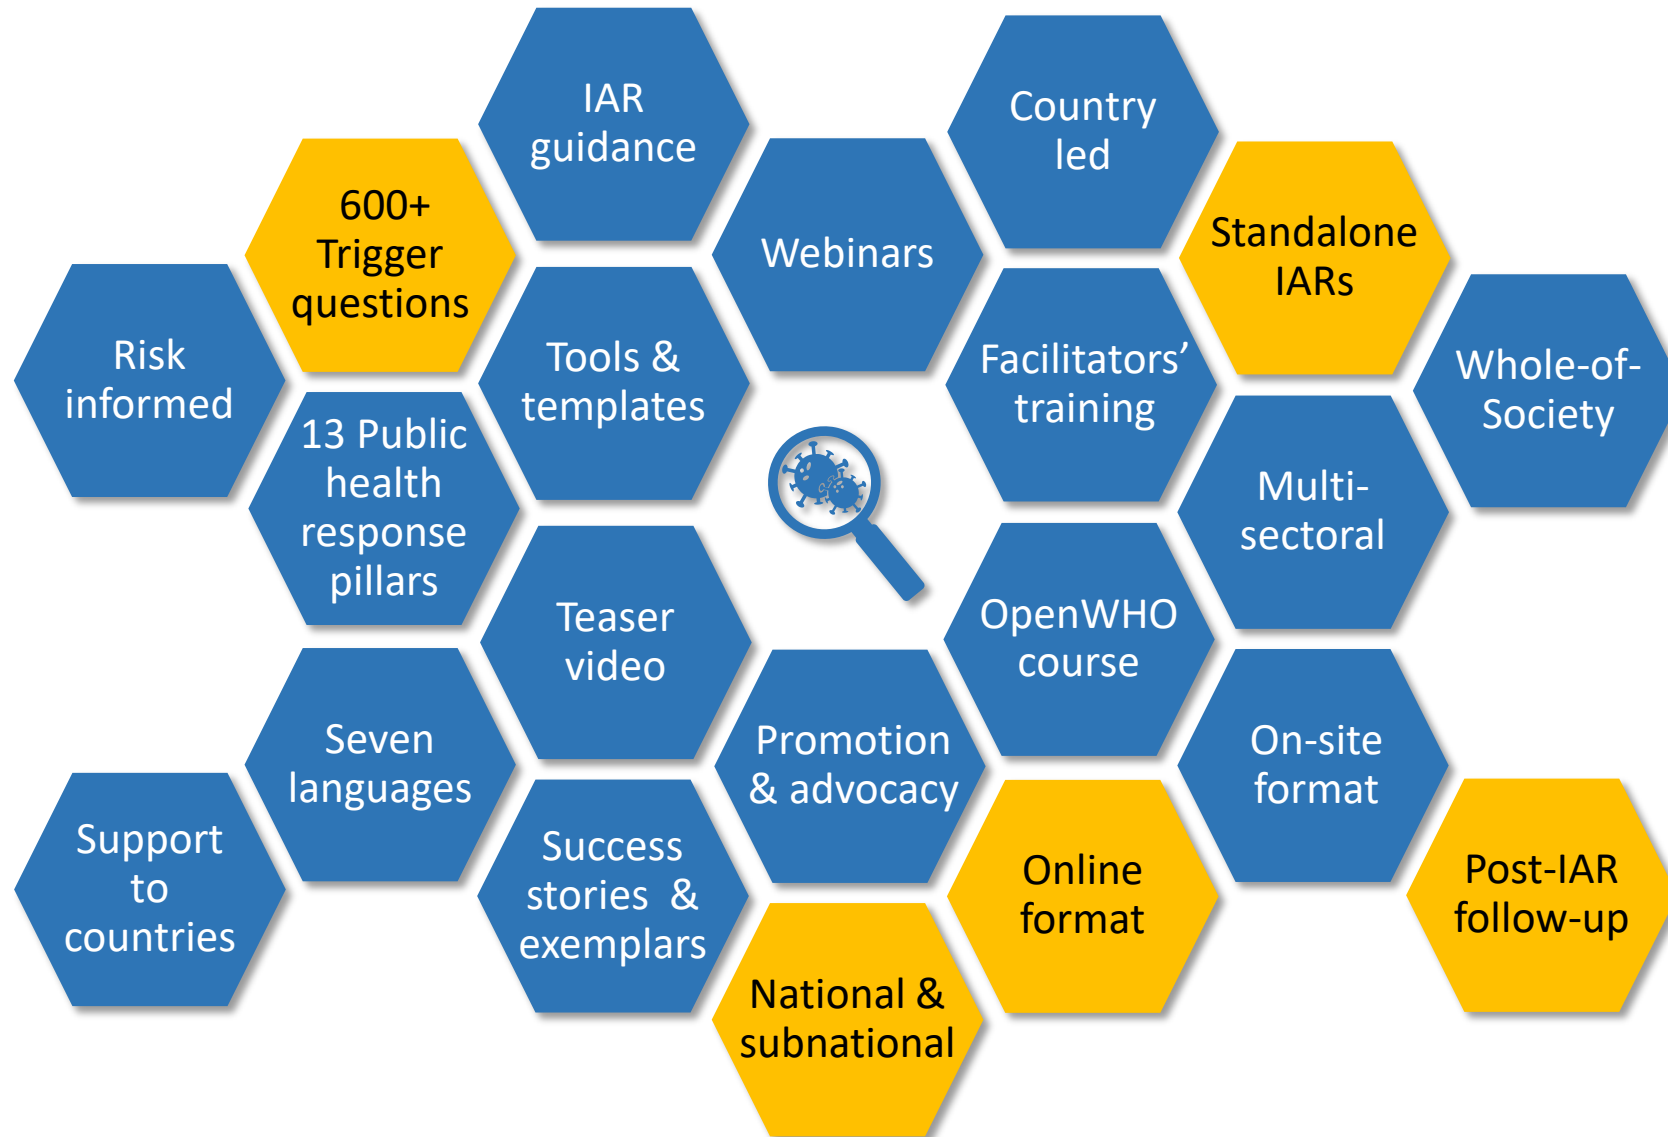 IAR
guidance
Country
led
600+
Trigger
questions
Webinars
Standalone
IARs
Risk
informed
Tools &
templates
Facilitators’
training
Whole-of-
Society
13 Public
health
response
pillars
Multi-
sectoral
Teaser
video
OpenWHO
course
Seven
languages
Promotion
& advocacy
On-site
format
Support
to
countries
Success
stories &
exemplars
Online
format
Post-IAR
follow-up
National &
subnational